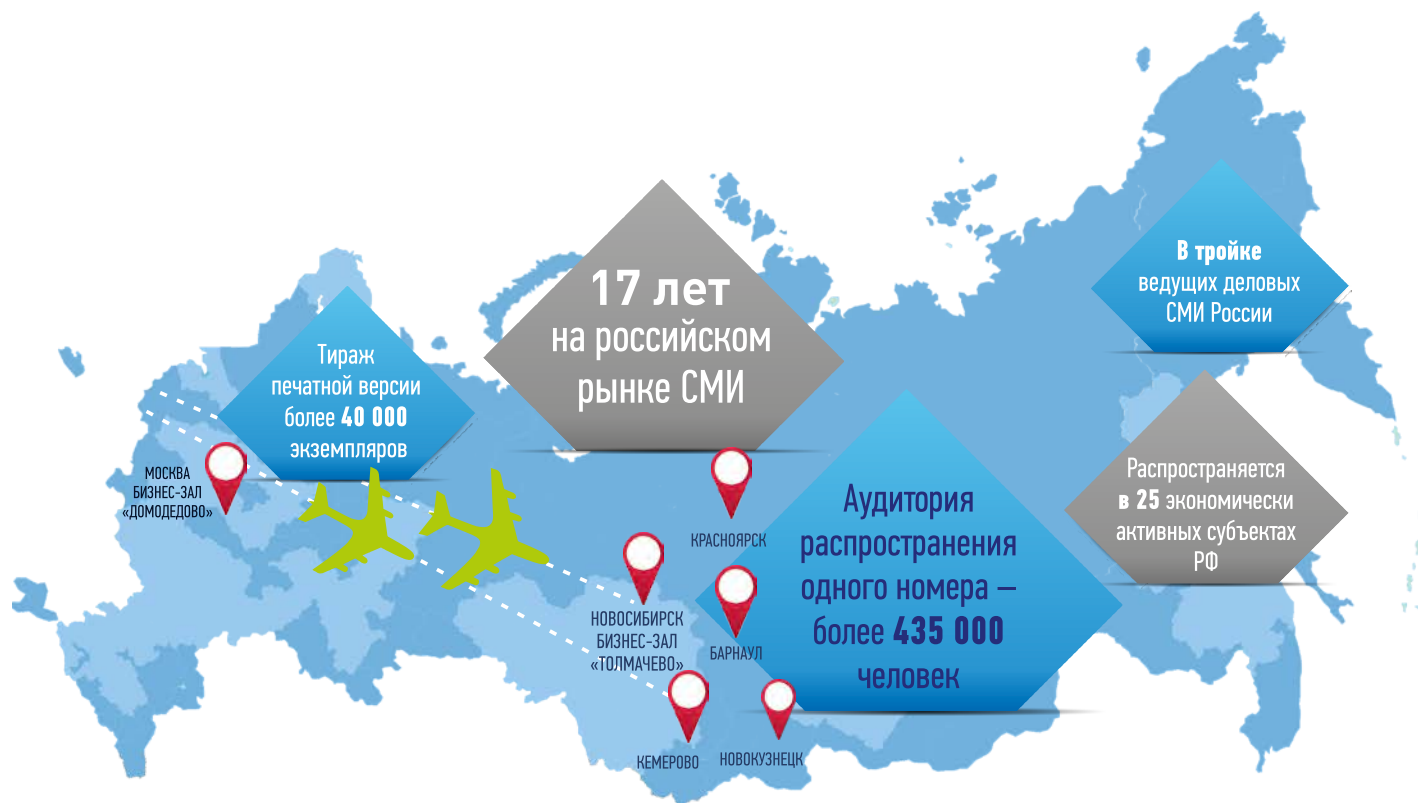 17 лет
на российском
рынке СМИ
В тройке
ведущих деловых
СМИ России
Тираж
печатной версии
более 40 000
экземпляров
Распространяется
в 25 экономически
активных субъектах
РФ
Аудитория
распространения
одного номера –
более 435 000
человек
МОСКВА
БИЗНЕС-ЗАЛ
«ДОМОДЕДОВО»
КРАСНОЯРСК
НОВОСИБИРСК
БИЗНЕС-ЗАЛ
«ТОЛМАЧЕВО»
БАРНАУЛ
КЕМЕРОВО
НОВОКУЗНЕЦК